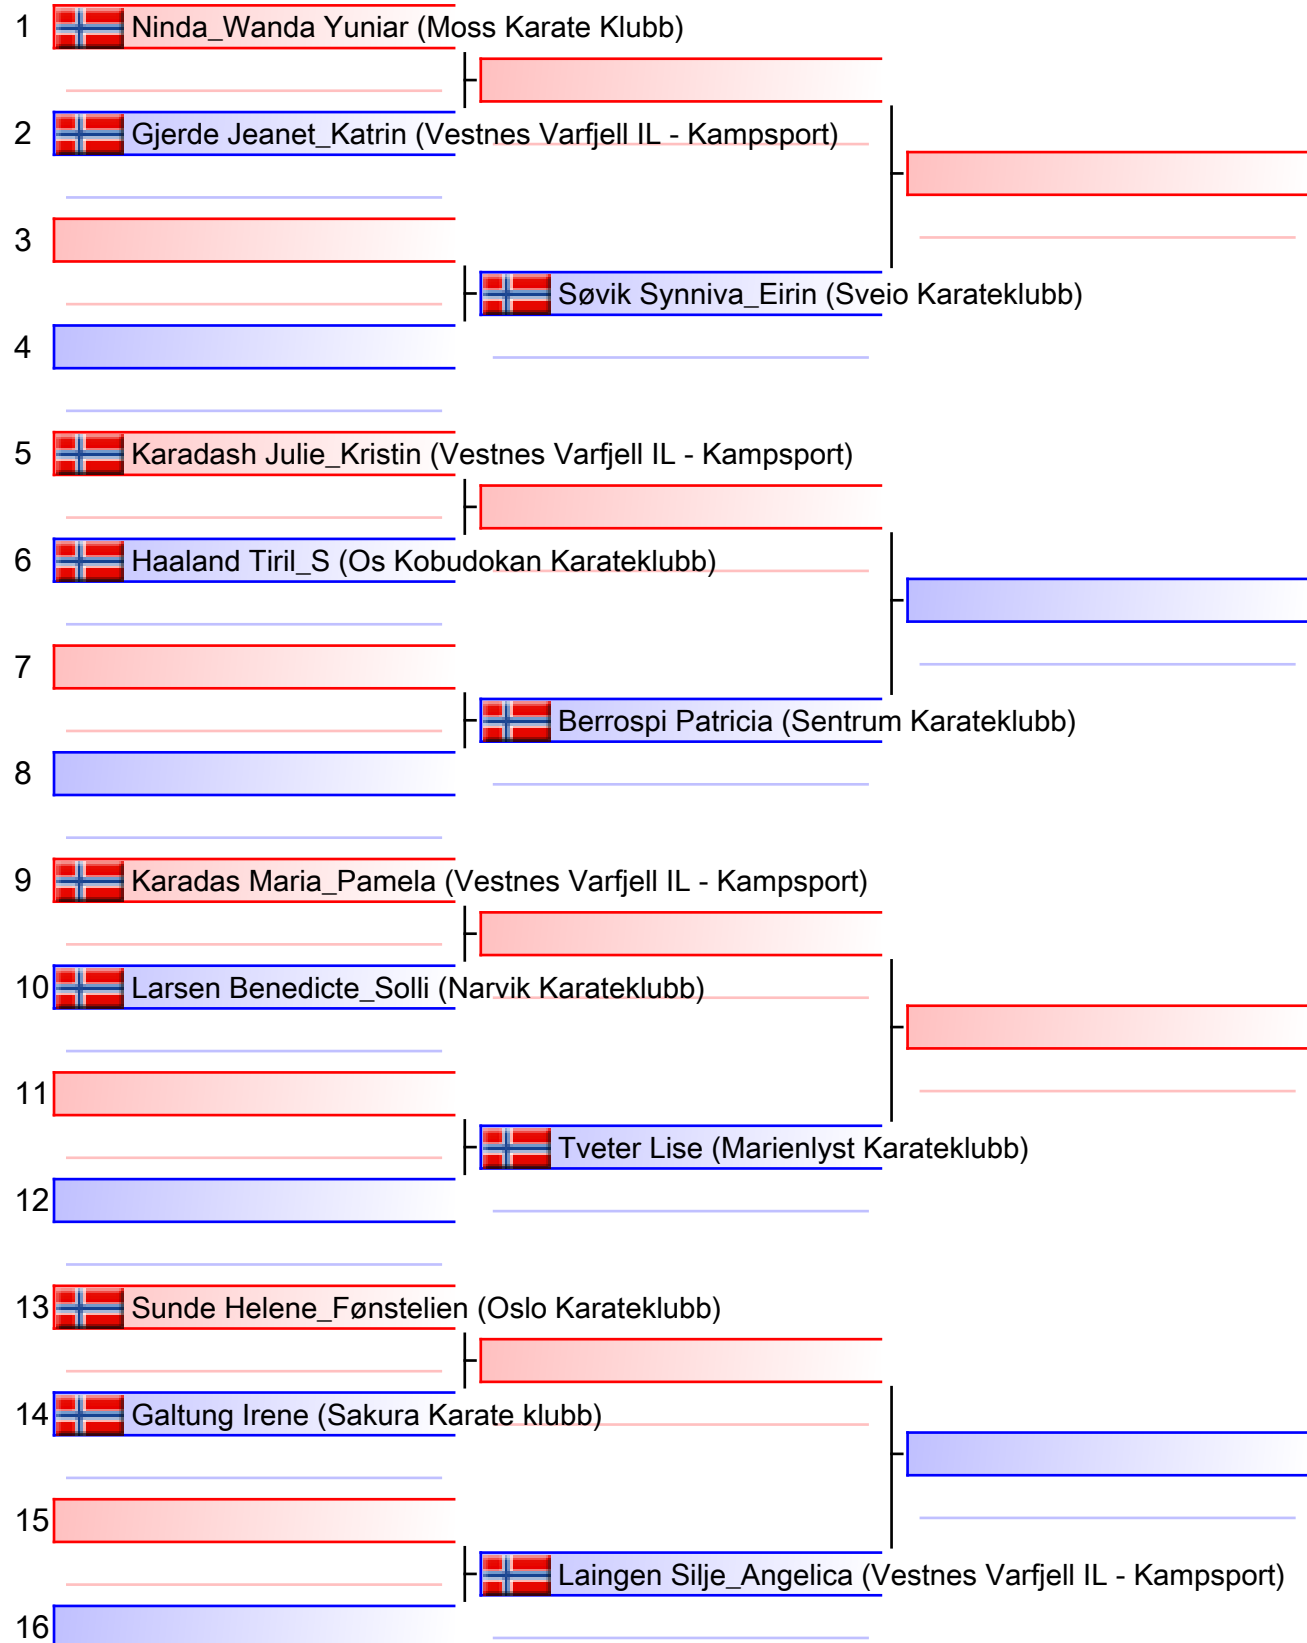 1 Ninda_Wanda Yuniar (Moss Karate Klubb)
2 Gjerde Jeanet_Katrin (Vestnes Varfjell IL - Kampsport)
3
Søvik Synniva_Eirin (Sveio Karateklubb)
4
5 Karadash Julie_Kristin (Vestnes Varfjell IL - Kampsport)
6 Haaland Tiril_S (Os Kobudokan Karateklubb)
7
Berrospi Patricia (Sentrum Karateklubb)
8
9 Karadas Maria_Pamela (Vestnes Varfjell IL - Kampsport)
10 Larsen Benedicte_Solli (Narvik Karateklubb)
11
Tveter Lise (Marienlyst Karateklubb)
12
13 Sunde Helene_Fønstelien (Oslo Karateklubb)
14 Galtung Irene (Sakura Karate klubb)
15
Laingen Silje_Angelica (Vestnes Varfjell IL - Kampsport)
16